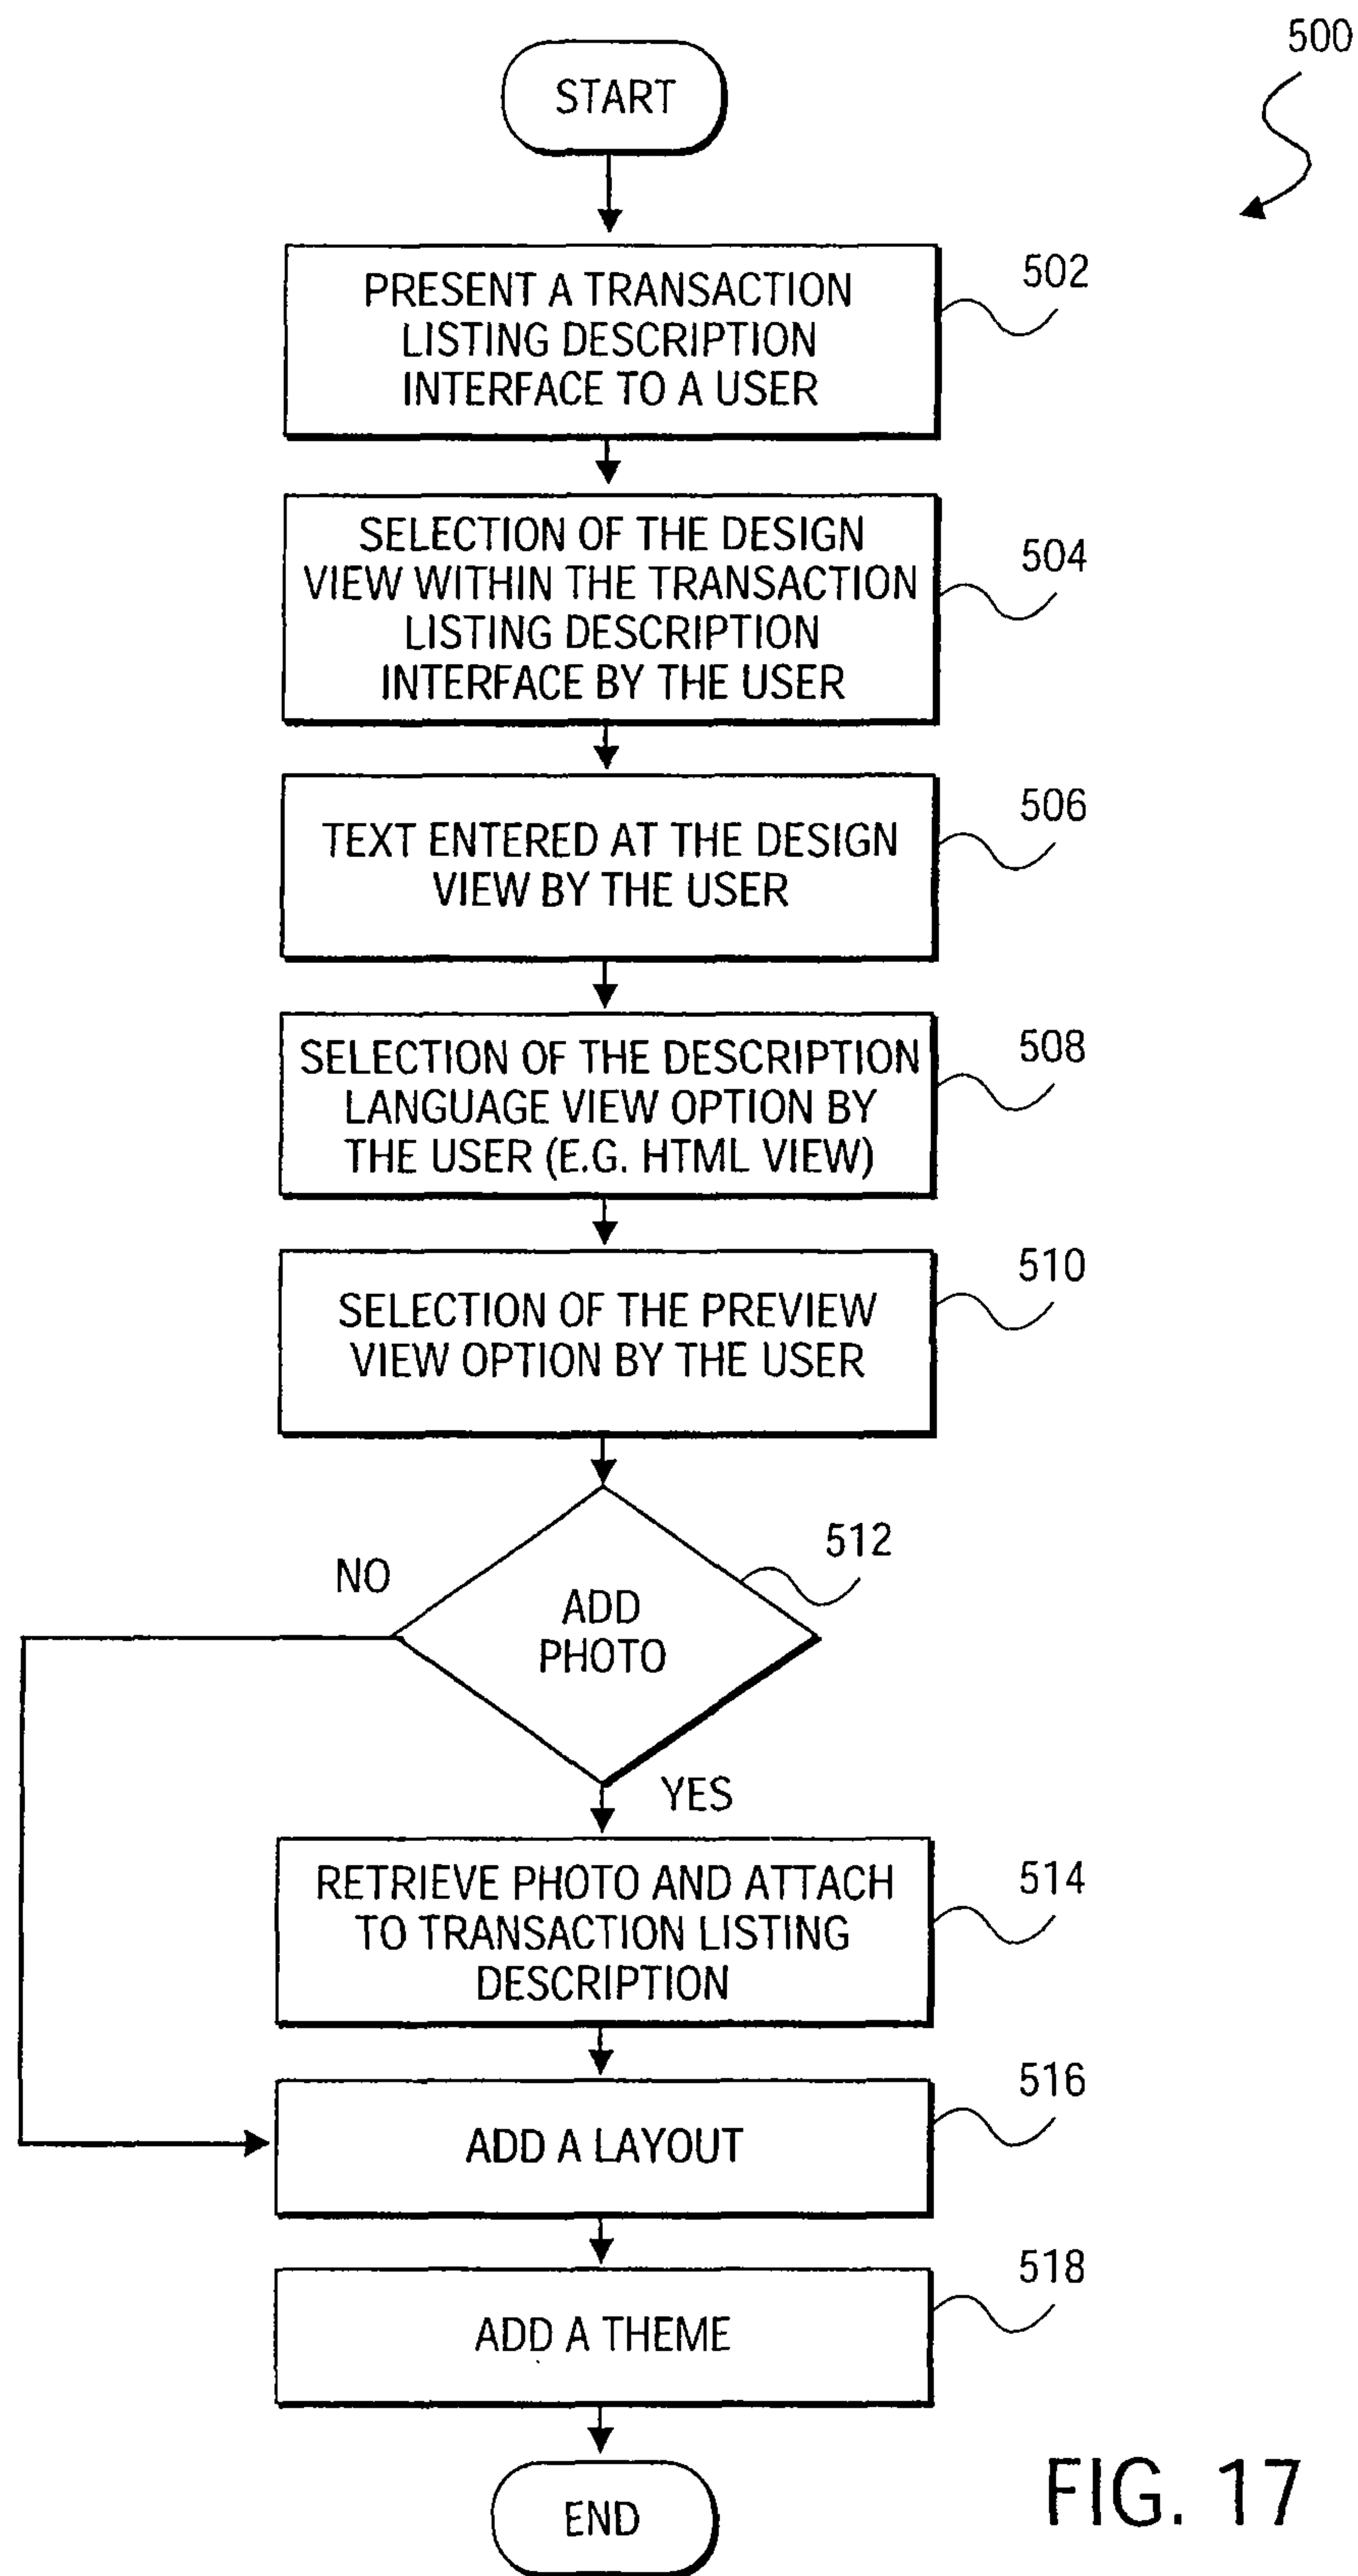 500
START
PRESENT A TRANSACTION
LISTING DESCRIPTION
INTERFACE TO A USER
502
SELECTION OF THE DESIGN
VIEW WITHIN THE TRANSACTION
LISTING DESCRIPTION
INTERFACE BY THE USER
504
TEXT ENTERED AT THE DESIGN
VIEW BY THE USER
506
SELECTION OF THE DESCRIPTION
LANGUAGE VIEW OPTION BY
THE USER (E.G. HTML VIEW)
508
SELECTION OF THE PREVIEW
VIEW OPTION BY THE USER
510
ADD
PHOTO
512
NO
YES
RETRIEVE PHOTO AND ATTACH
TO TRANSACTION LISTING
DESCRIPTION
514
ADD A LAYOUT
516
ADD A THEME
518
END
FIG. 17